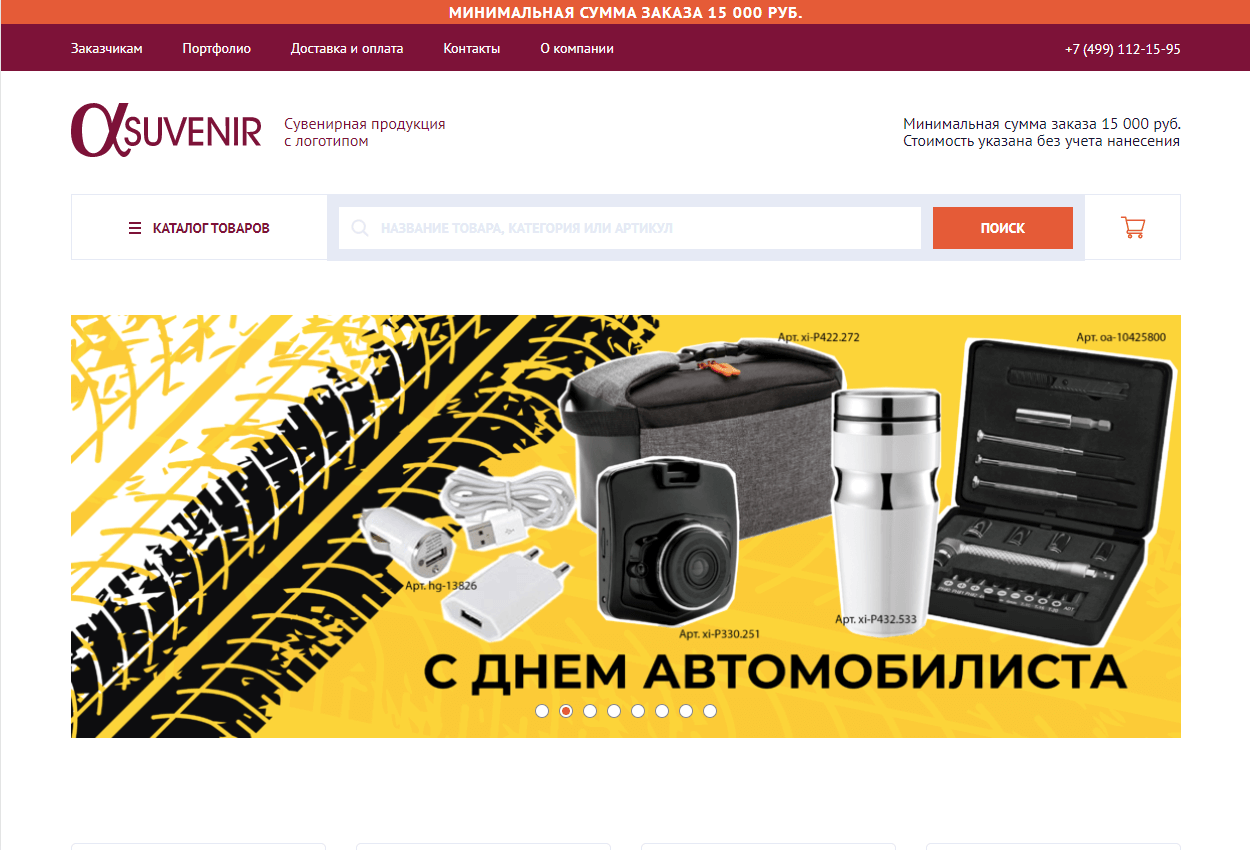 МИНИМАЛЬНАЯ СУММА ЗАКАЗА 15 000 РУБ.
Заказчикам Портфолио Доставка и оплата Контакты О компании +7 (499) 112-15-95
αSUVENIR
Сувенирная продукция
с логотипом
Минимальная сумма заказа 15 000 руб.
Стоимость указана без учета нанесения
КАТАЛОГ ТОВАРОВ
НАЗВАНИЕ ТОВАРА, КАТЕГОРИЯ ИЛИ АРТИКУЛ
ПОИСК
Арт. xi-P422.272
Арт. oa-10425800
Арт. hg-13826
Арт. xi-P432.533
Арт. xi-P330.251
С ДНЕМ АВТОМОБИЛИСТА